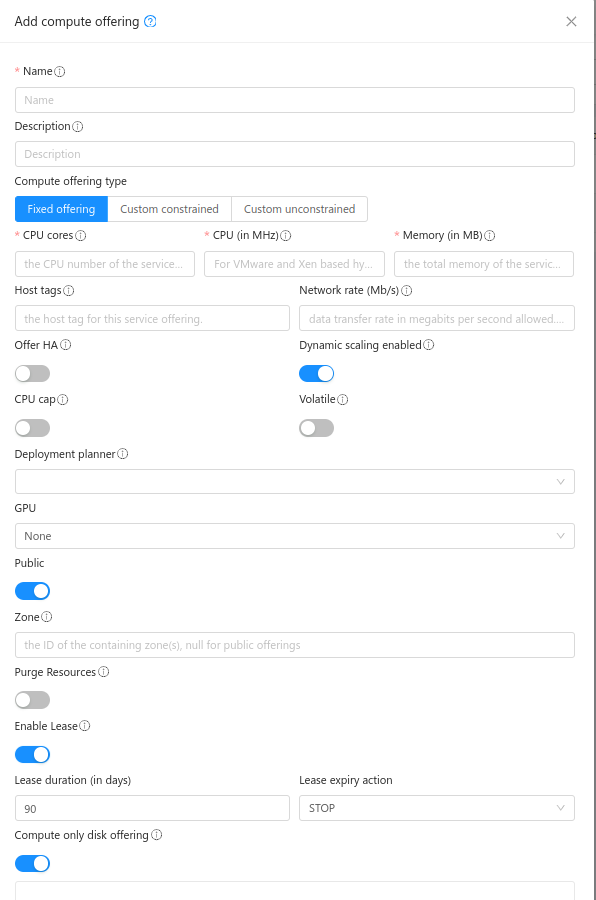 Add compute offering
* Name
Name
Description
Description
Compute offering type
Fixed offering Custom constrained Custom unconstrained
* CPU cores * CPU (in MHz) * Memory (in MB)
the CPU number of the service... For VMware and Xen based hy... the total memory of the servic...
Host tags Network rate (Mb/s)
the host tag for this service offering. data transfer rate in megabits per second allowed....
Offer HA Dynamic scaling enabled
CPU cap Volatile
Deployment planner
GPU
None
Public
Zone
the ID of the containing zone(s), null for public offerings
Purge Resources
Enable Lease
Lease duration (in days) Lease expiry action
90 STOP
Compute only disk offering